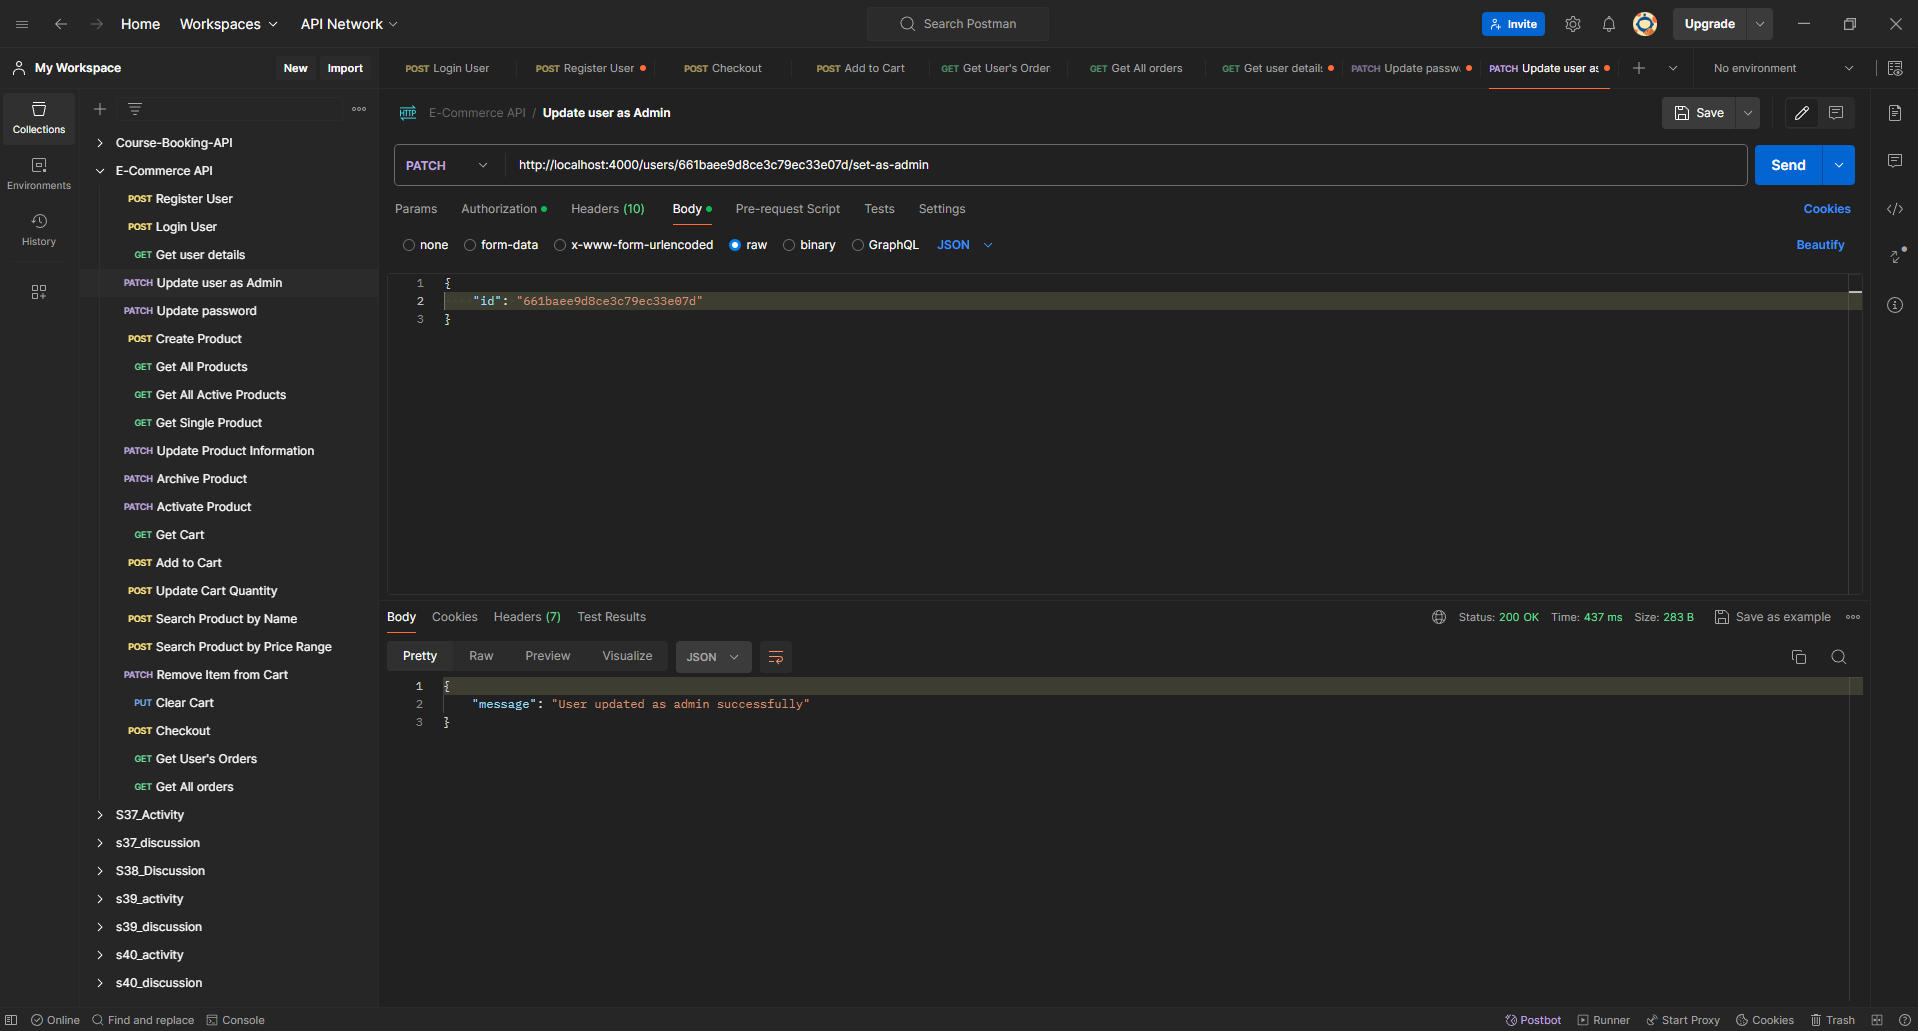 Home Workspaces API Network Search Postman Invite Upgrade
My Workspace New Import
POST Login User POST Register User POST Checkout POST Add to Cart GET Get User's Order GET Get All orders GET Get user details PATCH Update passw PATCH Update user as No environment
Collections
Environments
History
Course-Booking-API
E-Commerce API
POST Register User
POST Login User
GET Get user details
PATCH Update user as Admin
PATCH Update password
POST Create Product
GET Get All Products
GET Get All Active Products
GET Get Single Product
PATCH Update Product Information
PATCH Archive Product
PATCH Activate Product
GET Get Cart
POST Add to Cart
POST Update Cart Quantity
POST Search Product by Name
POST Search Product by Price Range
PATCH Remove Item from Cart
PUT Clear Cart
POST Checkout
GET Get User's Orders
GET Get All orders
S37_Activity
s37_discussion
S38_Discussion
s39_activity
s39_discussion
s40_activity
s40_discussion
HTTP E-Commerce API / Update user as Admin Save
PATCH http://localhost:4000/users/661baee9d8ce3c79ec33e07d/set-as-admin Send
Params Authorization Headers (10) Body Pre-request Script Tests Settings Cookies
none form-data x-www-form-urlencoded raw binary GraphQL JSON Beautify
1 {
2 "id": "661baee9d8ce3c79ec33e07d"
3 }
Body Cookies Headers (7) Test Results Status: 200 OK Time: 437 ms Size: 283 B Save as example
Pretty Raw Preview Visualize JSON
1 {
2 "message": "User updated as admin successfully"
3 }
Online Find and replace Console Postbot Runner Start Proxy Cookies Trash